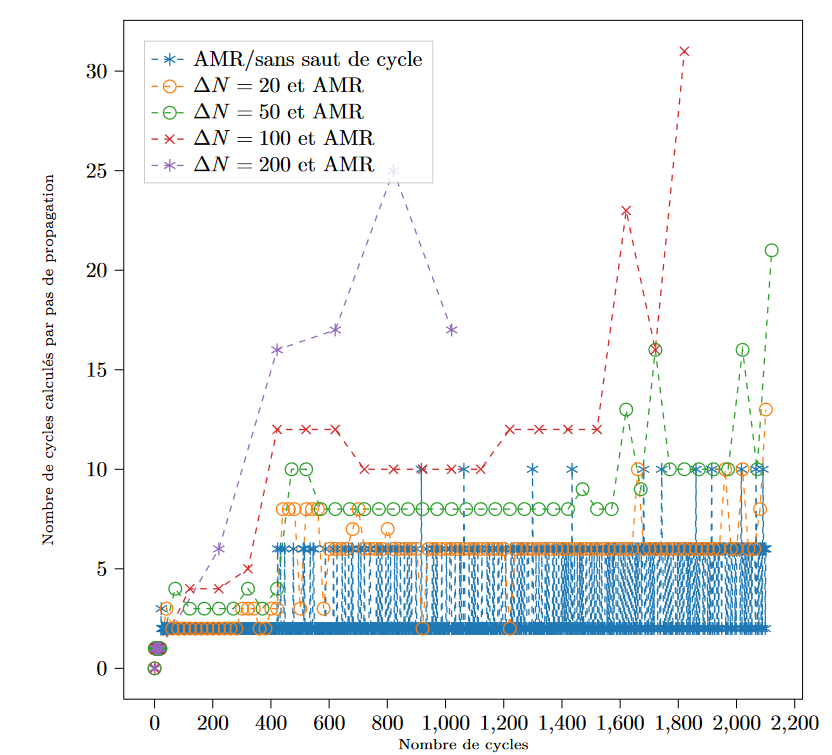 AMR/sans saut de cycle
ΔN = 20 et AMR
ΔN = 50 et AMR
ΔN = 100 et AMR
ΔN = 200 et AMR
30
25
20
15
10
5
0
Nombre de cycles calculés par pas de propagation
0 200 400 600 800 1,000 1,200 1,400 1,600 1,800 2,000 2,200
Nombre de cycles